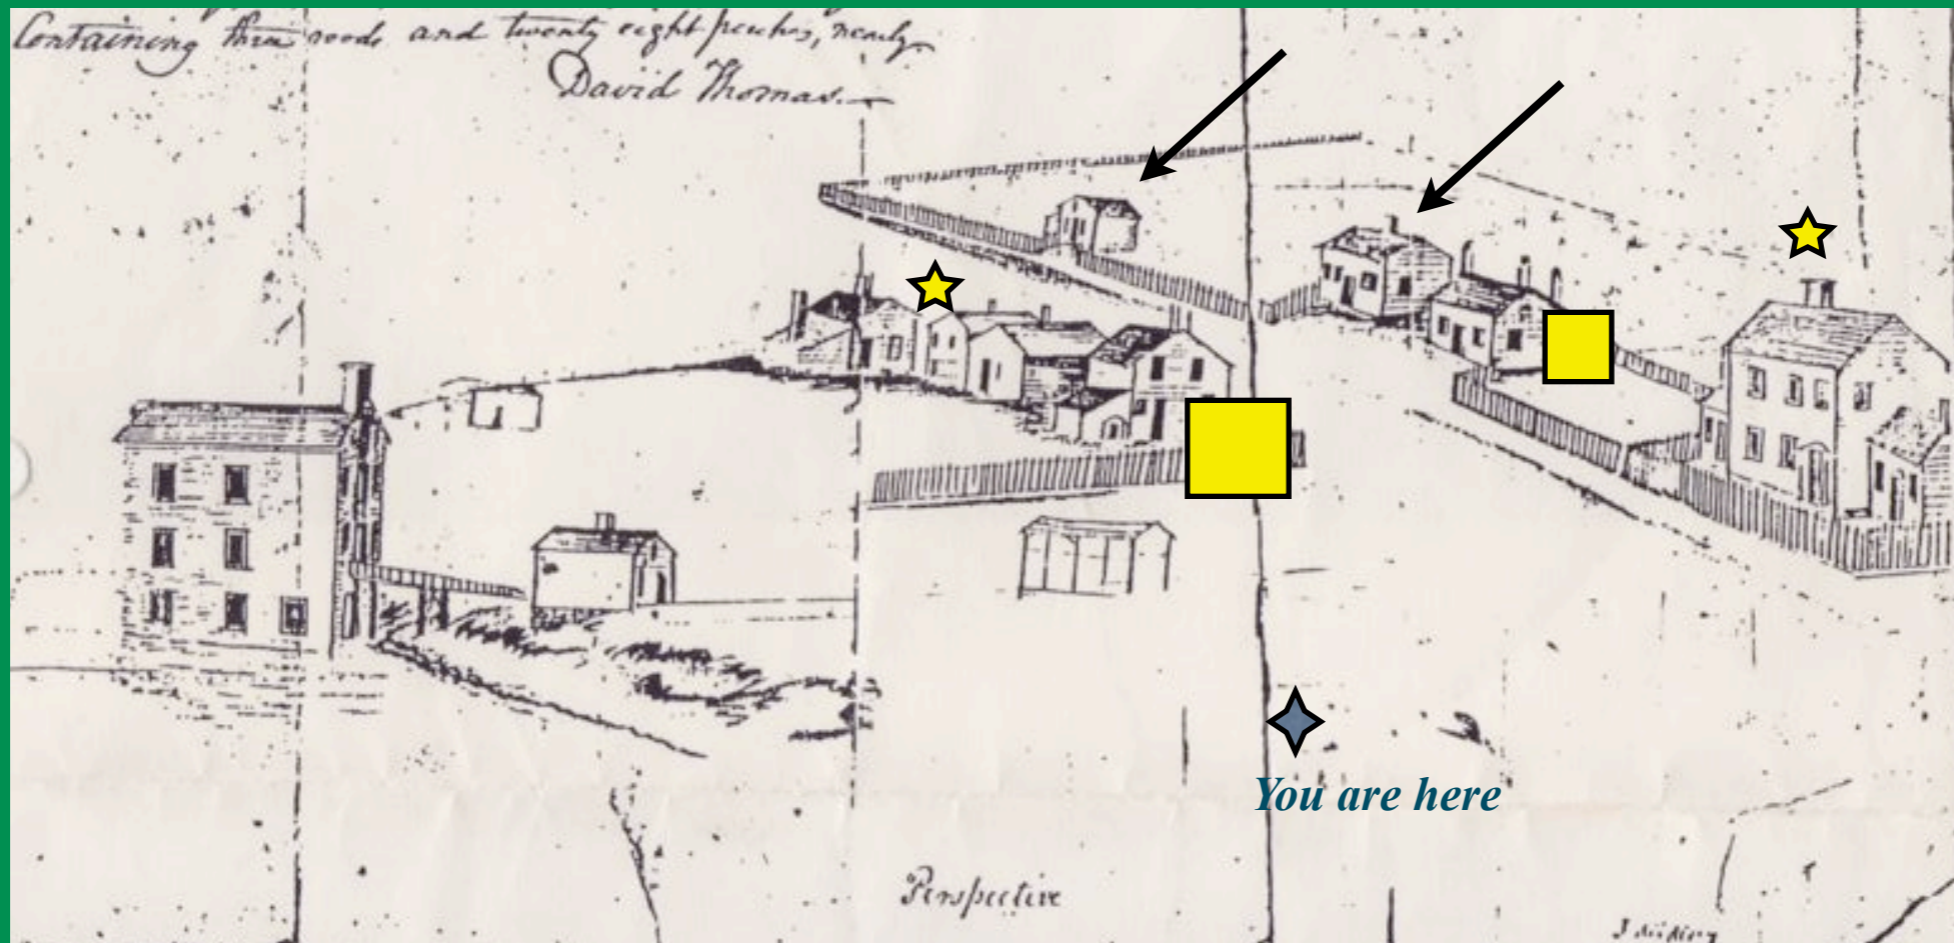 Containing three roods and twenty eight perches, nearly.
David Thomas.
You are here
Perspective